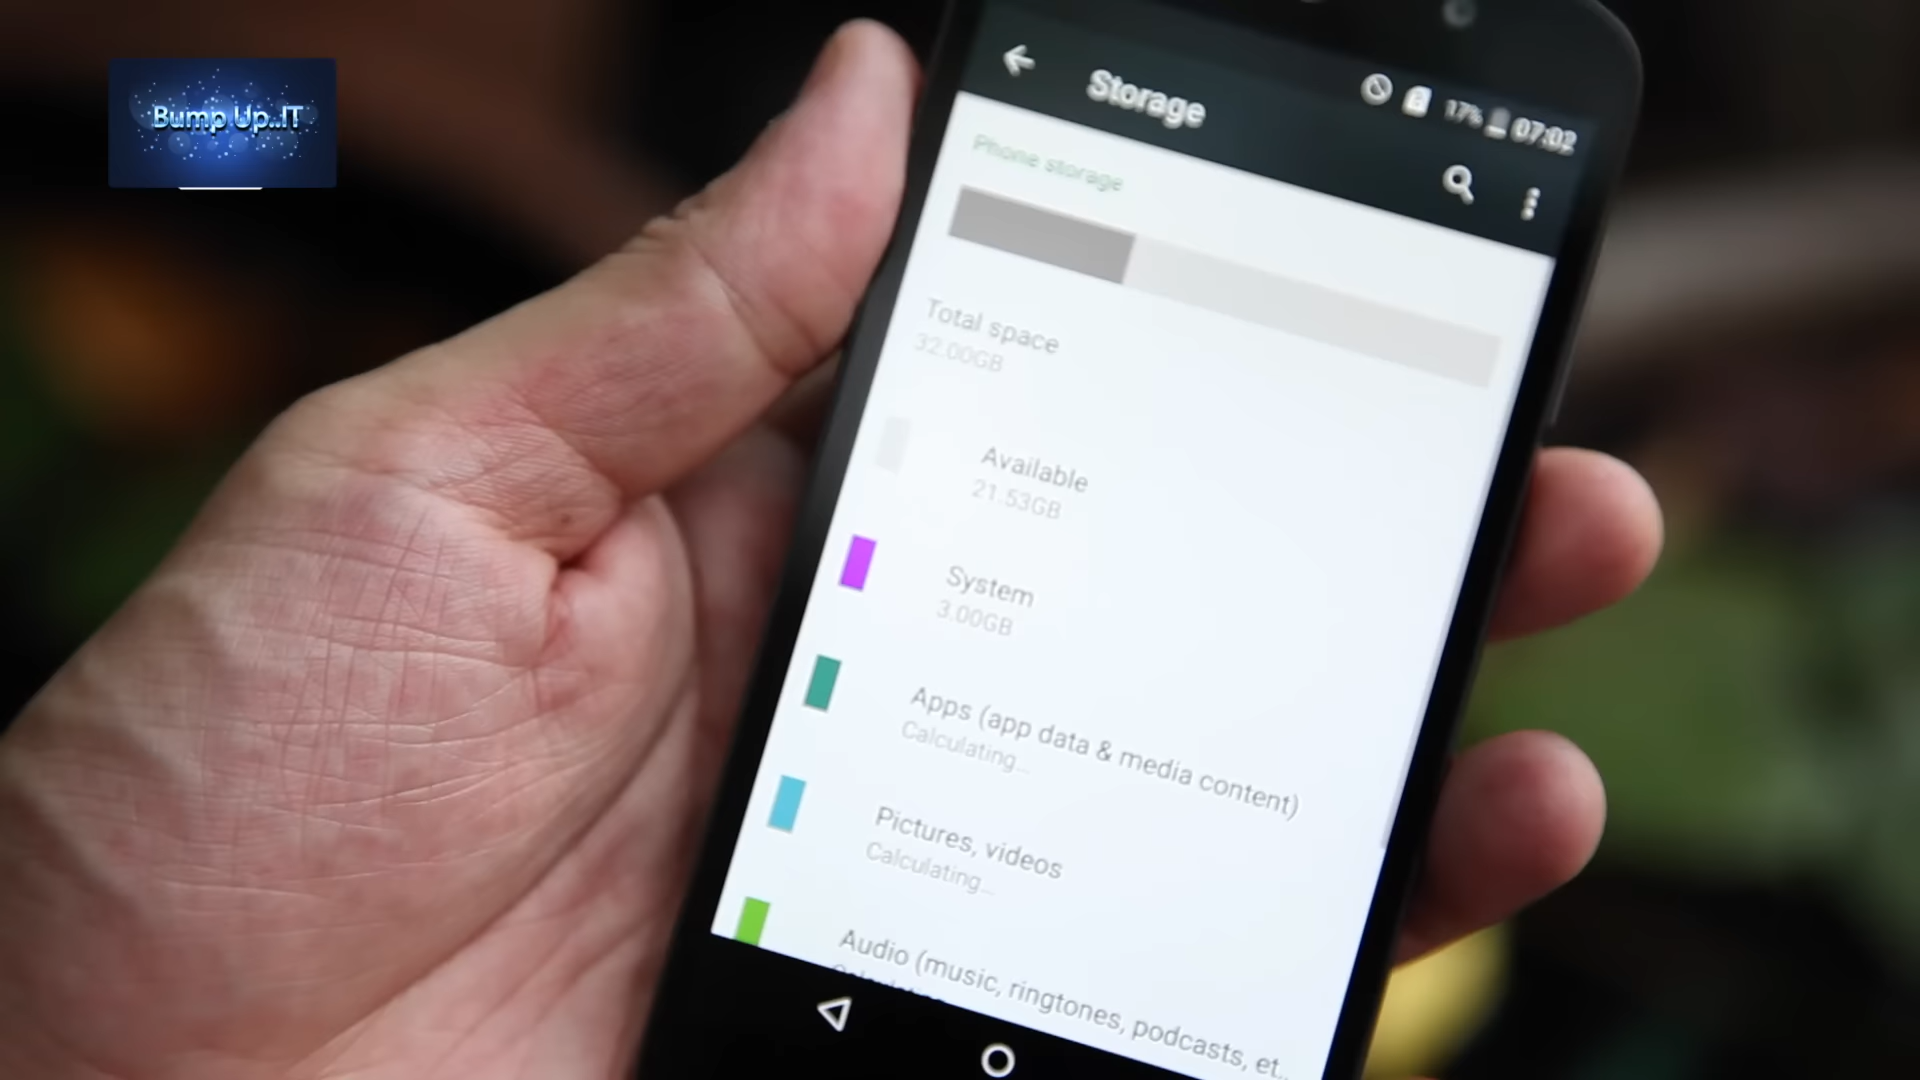 Bump Up..IT
Storage
17% 07:02
Phone storage
Total space
32.00GB
Available
21.53GB
System
3.00GB
Apps (app data & media content)
Calculating...
Pictures, videos
Calculating...
Audio (music, ringtones, podcasts, et..